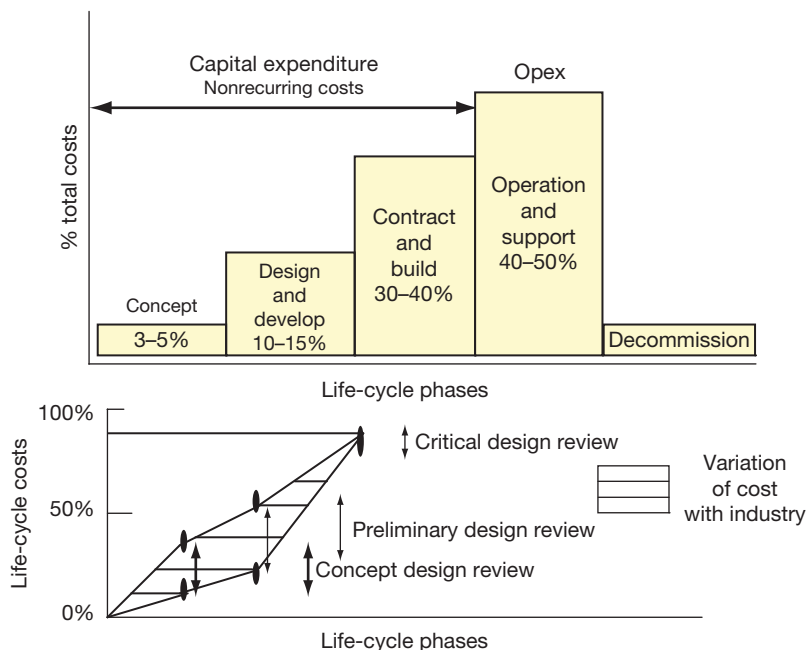 Capital expenditure
Nonrecurring costs
Opex
% total costs
Concept
3–5%
Design
and
develop
10–15%
Contract
and
build
30–40%
Operation
and
support
40–50%
Decommission
Life-cycle phases
100%
50%
0%
Life-cycle costs
Critical design review
Preliminary design review
Concept design review
Variation
of cost
with industry
Life-cycle phases